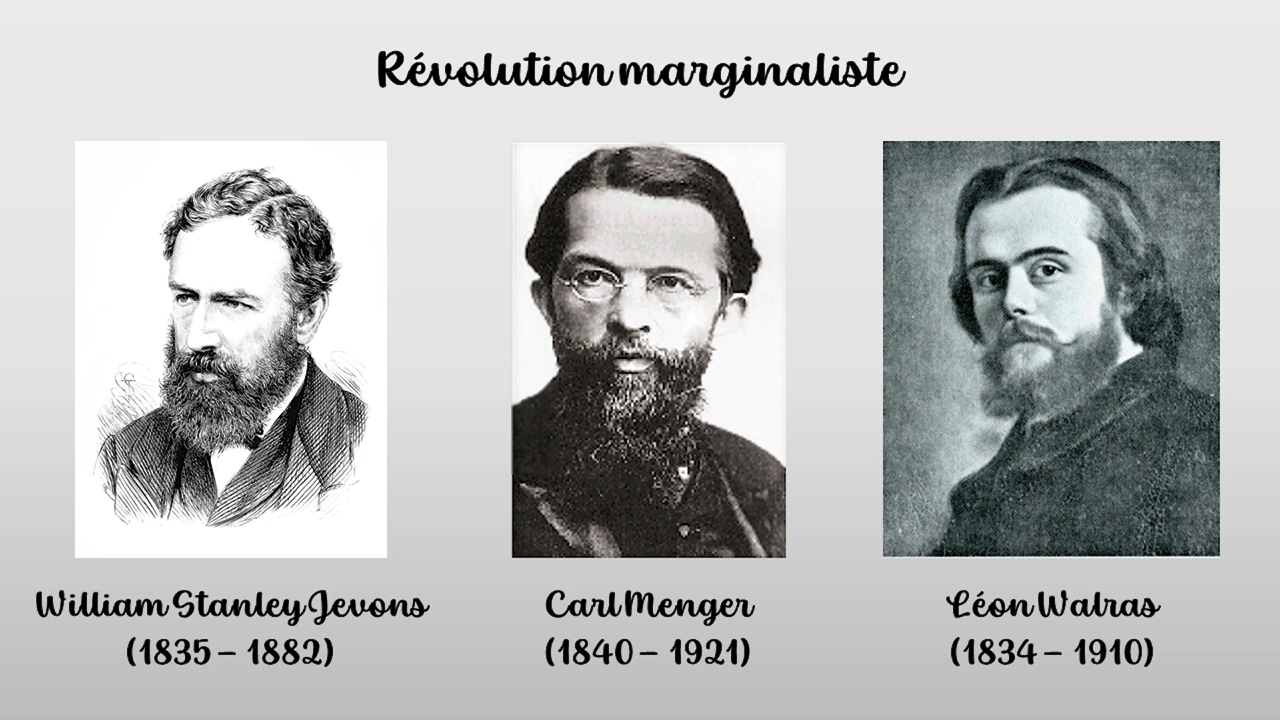 Révolution marginaliste
William Stanley Jevons
(1835 – 1882)
Carl Menger
(1840 – 1921)
Léon Walras
(1834 – 1910)